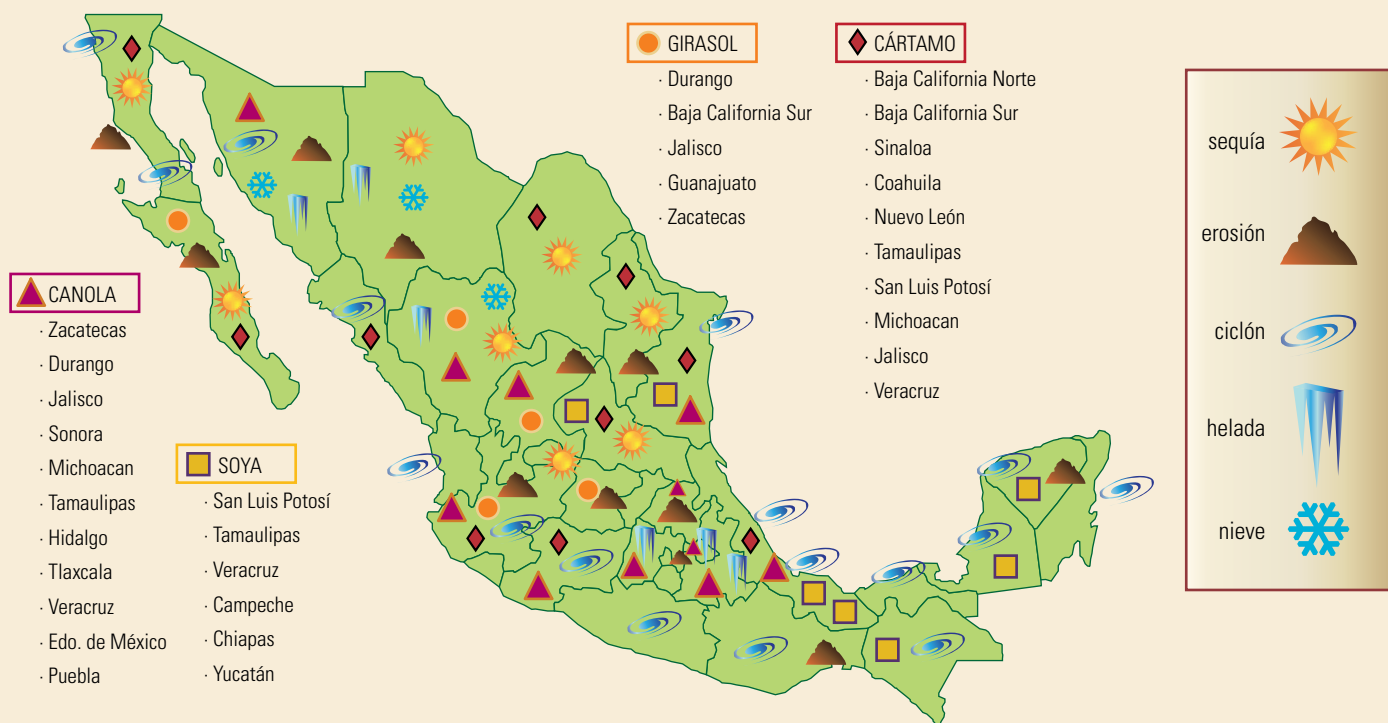 GIRASOL
· Durango
· Baja California Sur
· Jalisco
· Guanajuato
· Zacatecas
CÁRTAMO
· Baja California Norte
· Baja California Sur
· Sinaloa
· Coahuila
· Nuevo León
· Tamaulipas
· San Luis Potosí
· Michoacan
· Jalisco
· Veracruz
sequía
erosión
ciclón
helada
nieve
CANOLA
· Zacatecas
· Durango
· Jalisco
· Sonora
· Michoacan
· Tamaulipas
· Hidalgo
· Tlaxcala
· Veracruz
· Edo. de México
· Puebla
SOYA
· San Luis Potosí
· Tamaulipas
· Veracruz
· Campeche
· Chiapas
· Yucatán